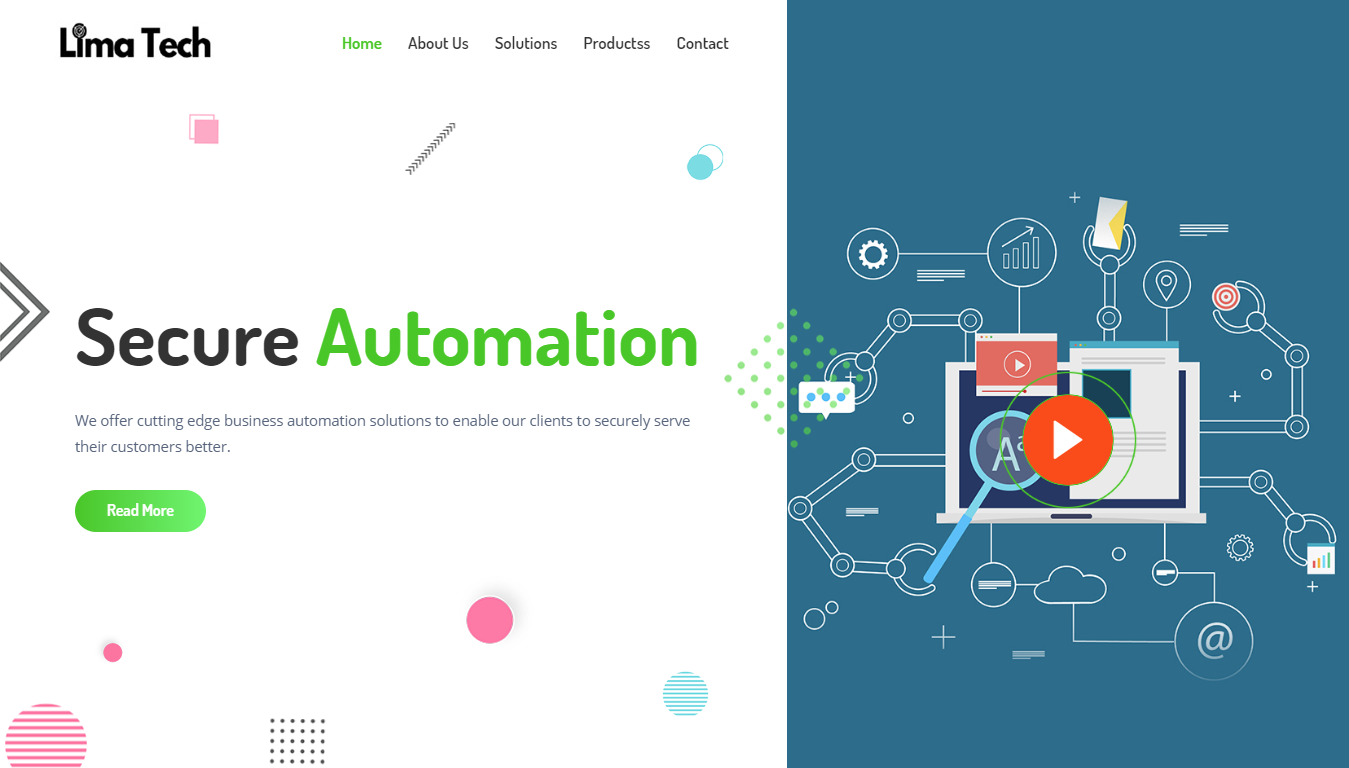 Lima Tech
Home About Us Solutions Productss Contact
Secure Automation
We offer cutting edge business automation solutions to enable our clients to securely serve
their customers better.
Read More
Aa
@